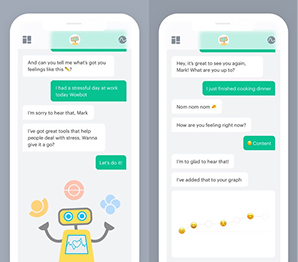 And can you tell me what's got you
feelings like this 🏷?
I had a stressful day at work
today Woebot
I'm sorry to hear that, Mark
I've got great tools that help
people deal with stress. Wanna
give it a go?
Let's do it!
Hey, it's great to see you again,
Mark! What are you up to?
I just finished cooking dinner
Nom nom nom 🌮
How are you feeling right now?
😊 Content
I'm to glad to hear that!
I've added that to your graph